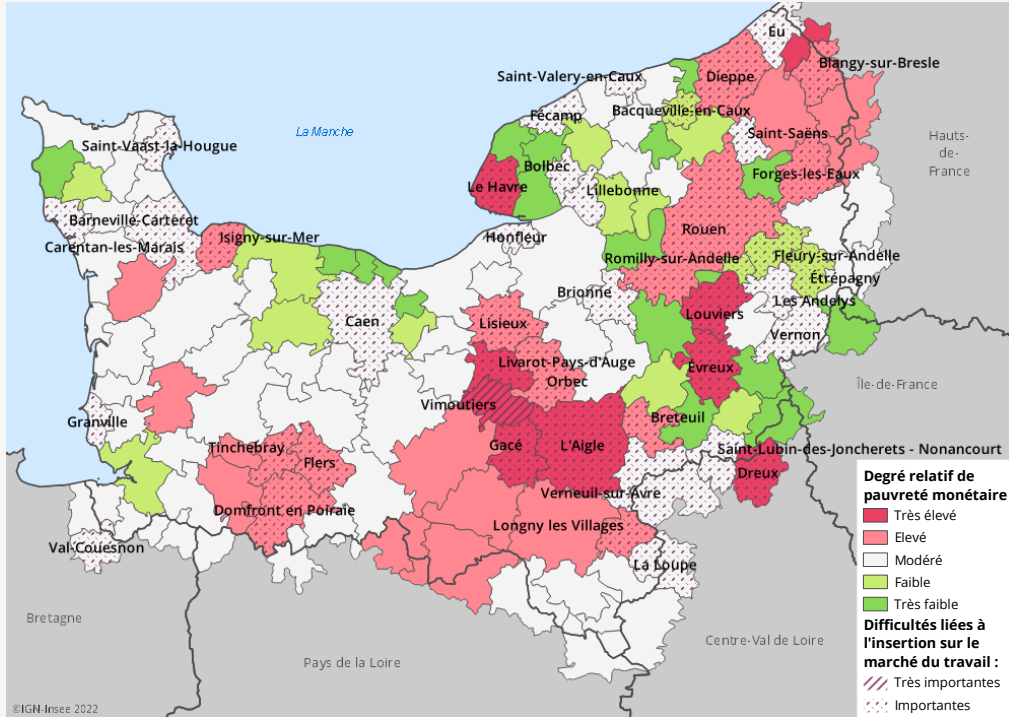 Eu
Blangy-sur-Bresle
Saint-Valery-en-Caux
Dieppe
Fécamp
Bacqueville-en-Caux
La Manche
Saint-Saëns
Hauts-
de-
France
Saint-Vaast-la-Hougue
Bolbec
Forges-les-Eaux
Le Havre
Lillebonne
Barneville-Carteret
Isigny-sur-Mer
Honfleur
Rouen
Carentan-les-Marais
Romilly-sur-Andelle
Fleury-sur-Andelle
Étrépagny
Brionne
Les Andelys
Caen
Lisieux
Louviers
Vernon
Livarot-Pays-d'Auge
Évreux
Orbec
Île-de-France
Vimoutiers
Granville
Breteuil
Tinchebray
Gacé
L'Aigle
Saint-Lubin-des-Joncherets - Nonancourt
Flers
Dreux
Verneuil-sur-Avre
Domfront en Poiraie
Longny les Villages
Val-Couesnon
La Loupe
Bretagne
Centre-Val de Loire
Pays de la Loire
©IGN-Insee 2022
Degré relatif de
pauvreté monétaire
Très élevé
Elevé
Modéré
Faible
Très faible
Difficultés liées à
l'insertion sur le
marché du travail :
Très importantes
Importantes